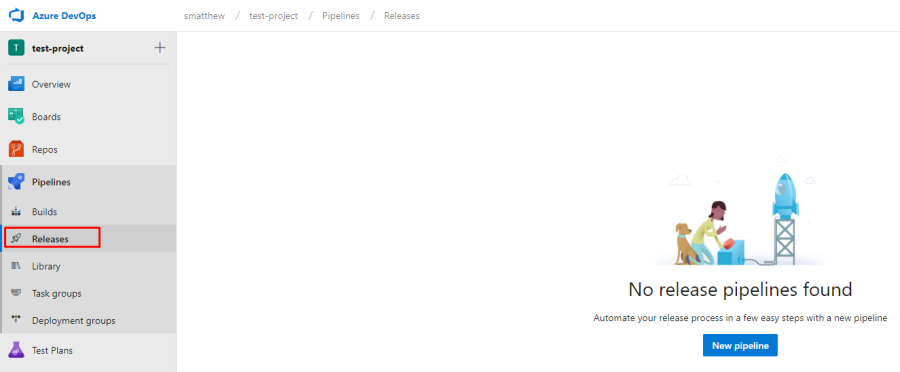 Azure DevOps
smatthew / test-project / Pipelines / Releases
T test-project
Overview
Boards
Repos
Pipelines
Builds
Releases
Library
Task groups
Deployment groups
Test Plans
No release pipelines found
Automate your release process in a few easy steps with a new pipeline
New pipeline